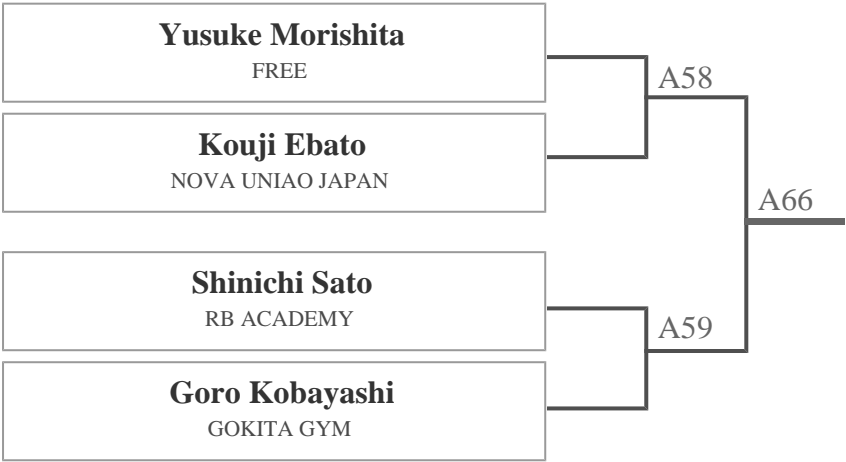 Yusuke Morishita
FREE
A58
Kouji Ebato
NOVA UNIAO JAPAN
A66
Shinichi Sato
RB ACADEMY
A59
Goro Kobayashi
GOKITA GYM